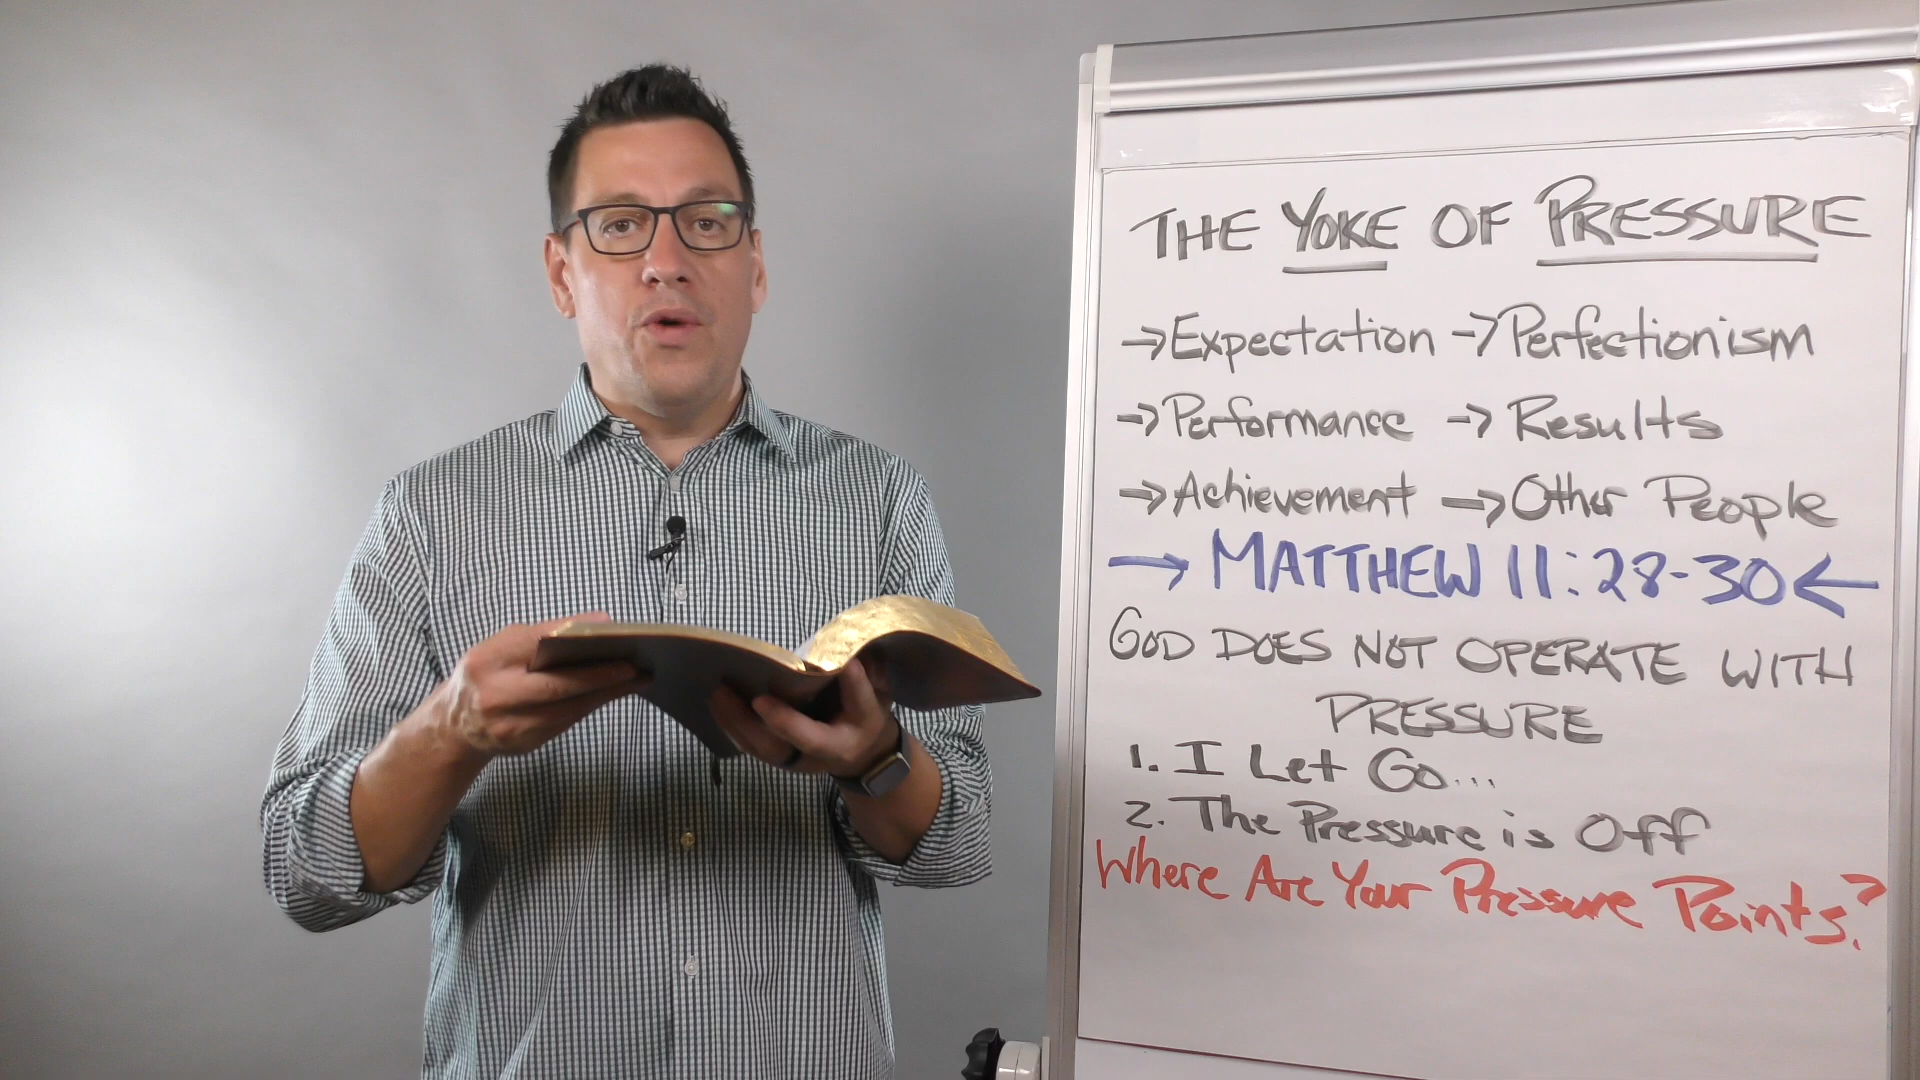 THE YOKE OF PRESSURE
→Expectation →Perfectionism
→Performance → Results
→Achievement →Other People
→ MATTHEW 11:28-30←
GOD DOES NOT OPERATE WITH
PRESSURE
1. I Let Go...
2. The Pressure is Off
Where Are Your Pressure Points?